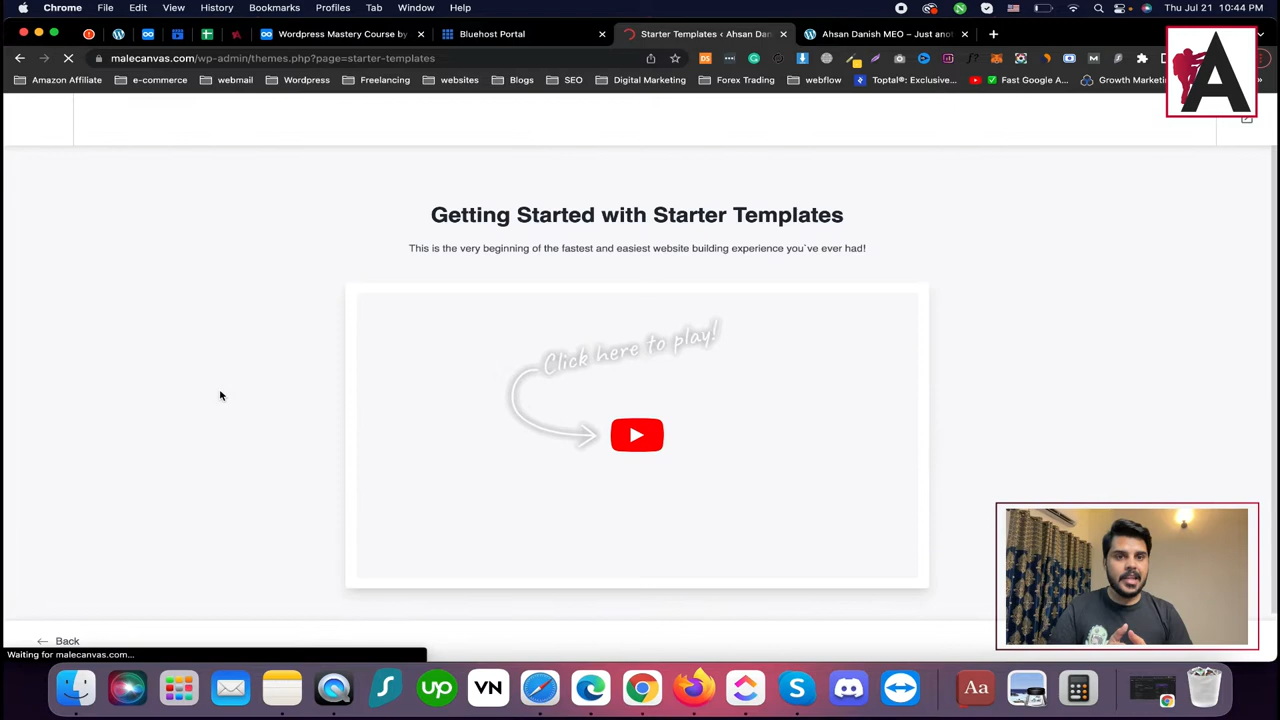 Chrome File Edit View History Bookmarks Profiles Tab Window Help Thu Jul 21 10:44 PM
Wordpress Mastery Course by Bluehost Portal Starter Templates ‹ Ahsan Dan Ahsan Danish MEO – Just anot
malecanvas.com/wp-admin/themes.php?page=starter-templates
Amazon Affiliate e-commerce webmail Wordpress Freelancing websites Blogs SEO Digital Marketing Forex Trading webflow Toptal®: Exclusive... Fast Google A... Growth Marketi
A
Getting Started with Starter Templates
This is the very beginning of the fastest and easiest website building experience you`ve ever had!
Click here to play!
Back
Waiting for malecanvas.com...
up VN Aa